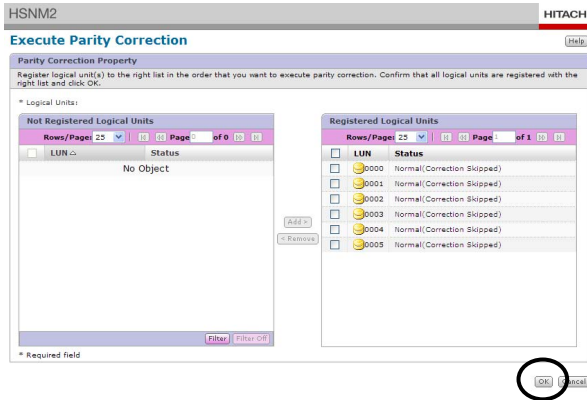 HSNM2
HITACH
Execute Parity Correction
Help
Parity Correction Property
Register logical unit(s) to the right list in the order that you want to execute parity correction. Confirm that all logical units are registered with the
right list and click OK.
* Logical Units:
Not Registered Logical Units
Rows/Page: 25 Page 0 of 0
LUN Status
No Object
Filter Filter Off
Add >
< Remove
Registered Logical Units
Rows/Page: 25 Page 1 of 1
LUN Status
0000 Normal(Correction Skipped)
0001 Normal(Correction Skipped)
0002 Normal(Correction Skipped)
0003 Normal(Correction Skipped)
0004 Normal(Correction Skipped)
0005 Normal(Correction Skipped)
* Required field
OK Cancel